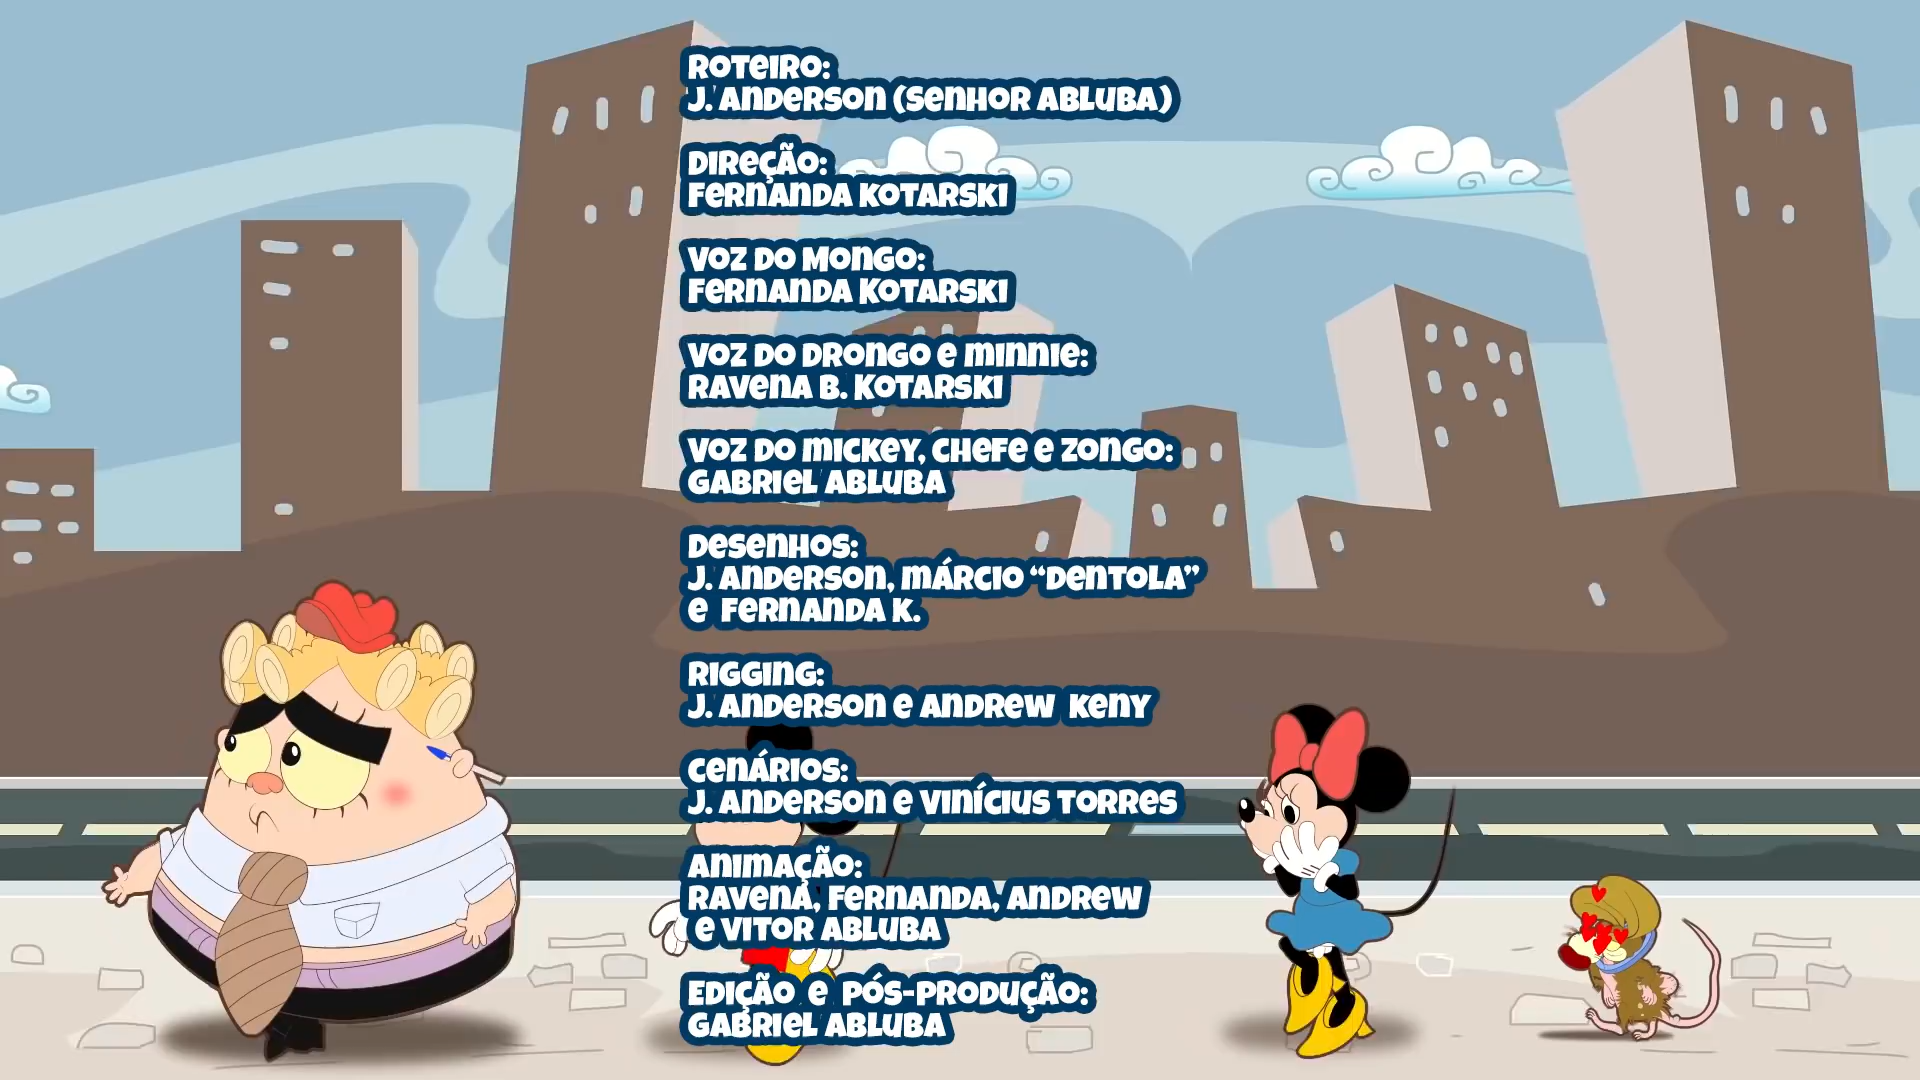 Roteiro:
J. Anderson (Senhor Abluba)
Direção:
Fernanda Kotarski
Voz do Mongo:
Fernanda Kotarski
Voz do Drongo e Minnie:
Ravena B. Kotarski
Voz do Mickey, Chefe e Zongo:
Gabriel Abluba
Desenhos:
J. Anderson, Márcio “Dentola”
e Fernanda K.
Rigging:
J. Anderson e Andrew Keny
Cenários:
J. Anderson e Vinícius Torres
Animação:
Ravena, Fernanda, Andrew
e Vitor Abluba
Edição e Pós-Produção:
Gabriel Abluba